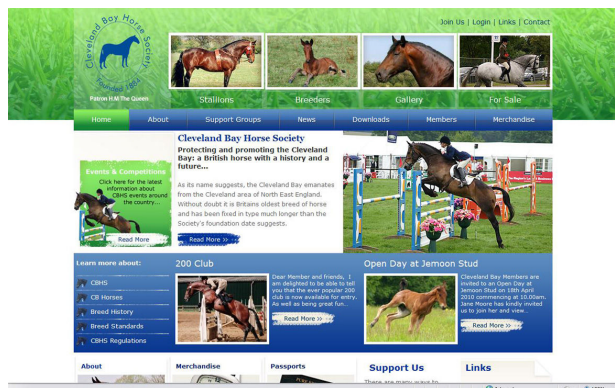 Join Us | Login | Links | Contact
Cleveland Bay Horse Society
Founded 1884
Patron H.M The Queen
Stallions
Breeders
Gallery
For Sale
Home
About
Support Groups
News
Downloads
Members
Merchandise
Events & Competitions
Click here for the latest
information about
CBHS events around
the country...
Read More
Cleveland Bay Horse Society
Protecting and promoting the Cleveland
Bay: a British horse with a history and a
future...
As its name suggests, the Cleveland Bay emanates
from the Cleveland area of North East England.
Without doubt it is Britains oldest breed of horse
and has been fixed in type much longer than the
Society's foundation date suggests.
Read More >>
Learn more about:
CBHS
CB Horses
Breed History
Breed Standards
CBHS Regulations
200 Club
Dear Member and friends, I
am delighted to be able to tell
you that the ever popular 200
club is now available for entry.
As well as being great fun..
Read More >>
Open Day at Jemoon Stud
Cleveland Bay Members are
invited to an Open Day at
Jemoon Stud on 18th April
2010 commencing at 10.00am.
Jane Moore has kindly invited
us to join her and view..
Read More >>
About
Merchandise
Passports
Support Us
There are many ways to
Links